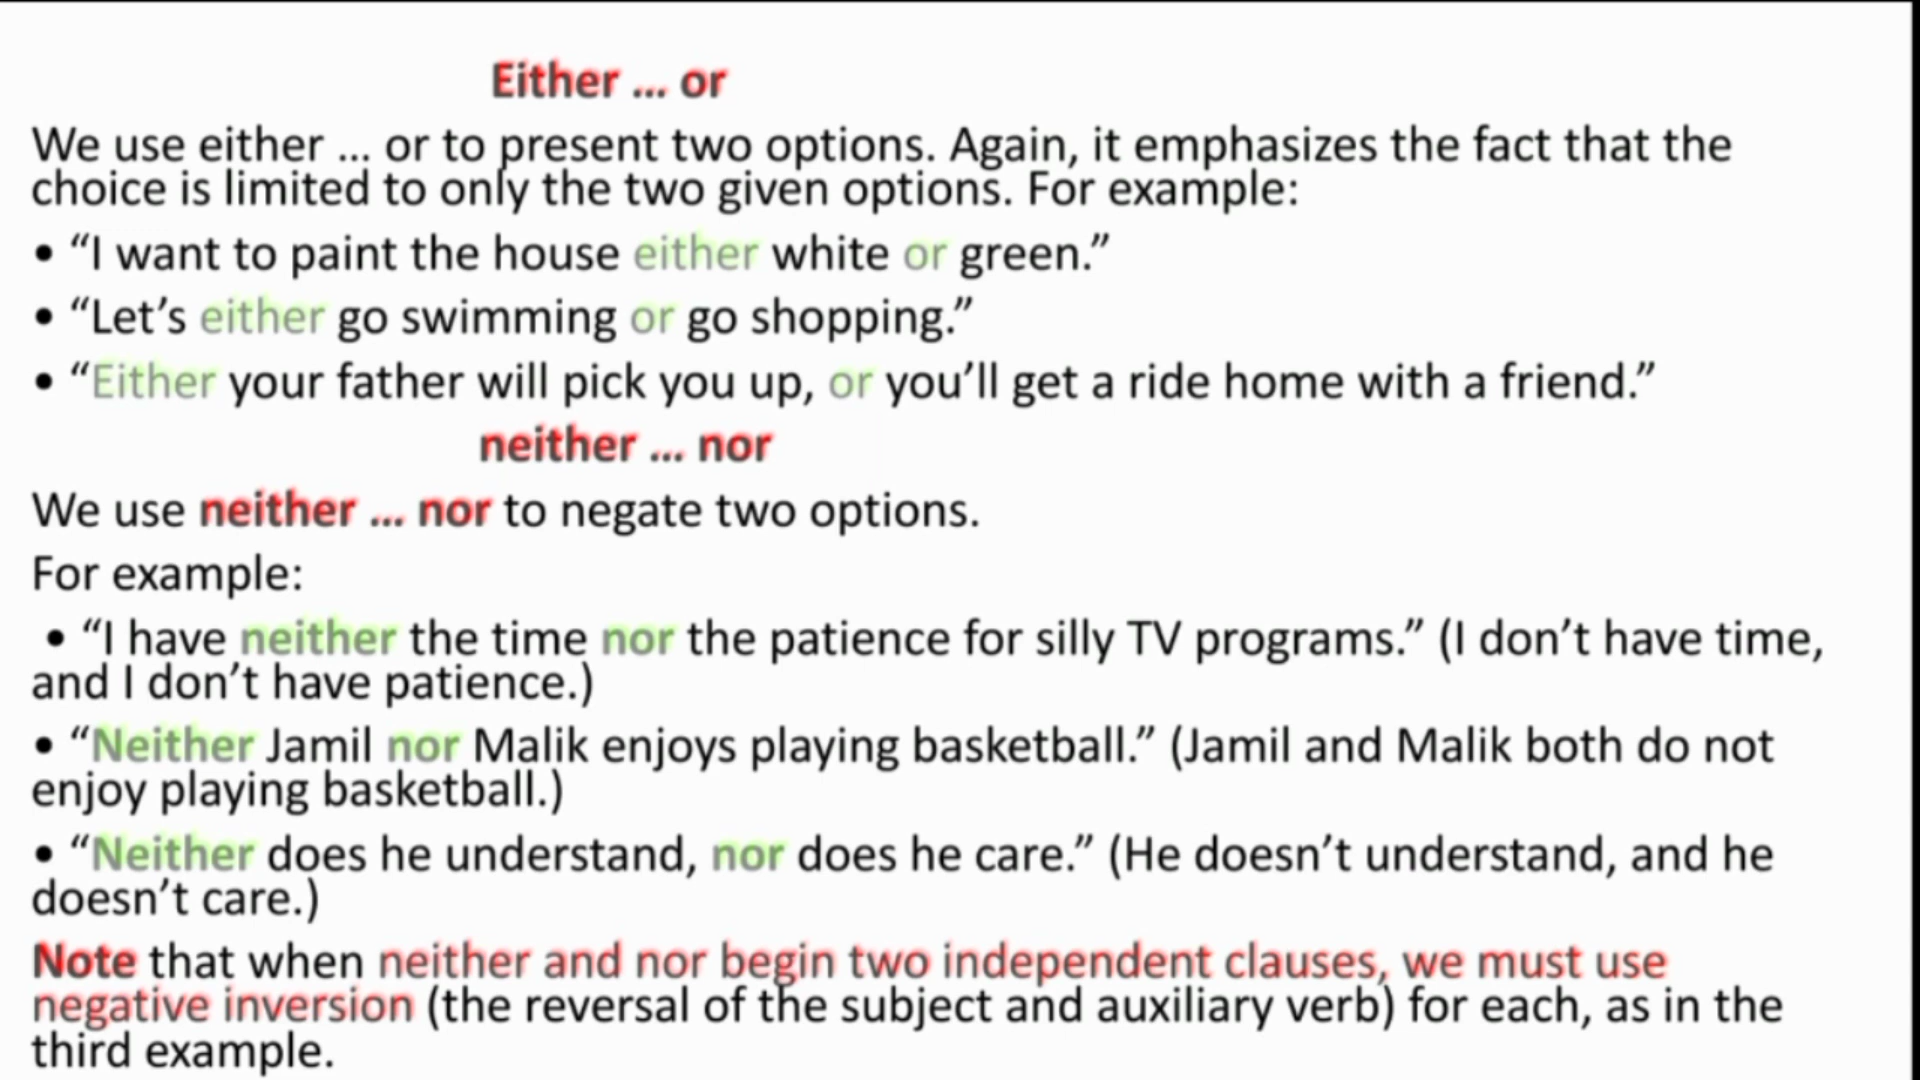 Either ... or
We use either ... or to present two options. Again, it emphasizes the fact that the
choice is limited to only the two given options. For example:
• “I want to paint the house either white or green.”
• “Let’s either go swimming or go shopping.”
• “Either your father will pick you up, or you’ll get a ride home with a friend.”
neither ... nor
We use neither ... nor to negate two options.
For example:
• “I have neither the time nor the patience for silly TV programs.” (I don’t have time,
and I don’t have patience.)
• “Neither Jamil nor Malik enjoys playing basketball.” (Jamil and Malik both do not
enjoy playing basketball.)
• “Neither does he understand, nor does he care.” (He doesn’t understand, and he
doesn’t care.)
Note that when neither and nor begin two independent clauses, we must use
negative inversion (the reversal of the subject and auxiliary verb) for each, as in the
third example.